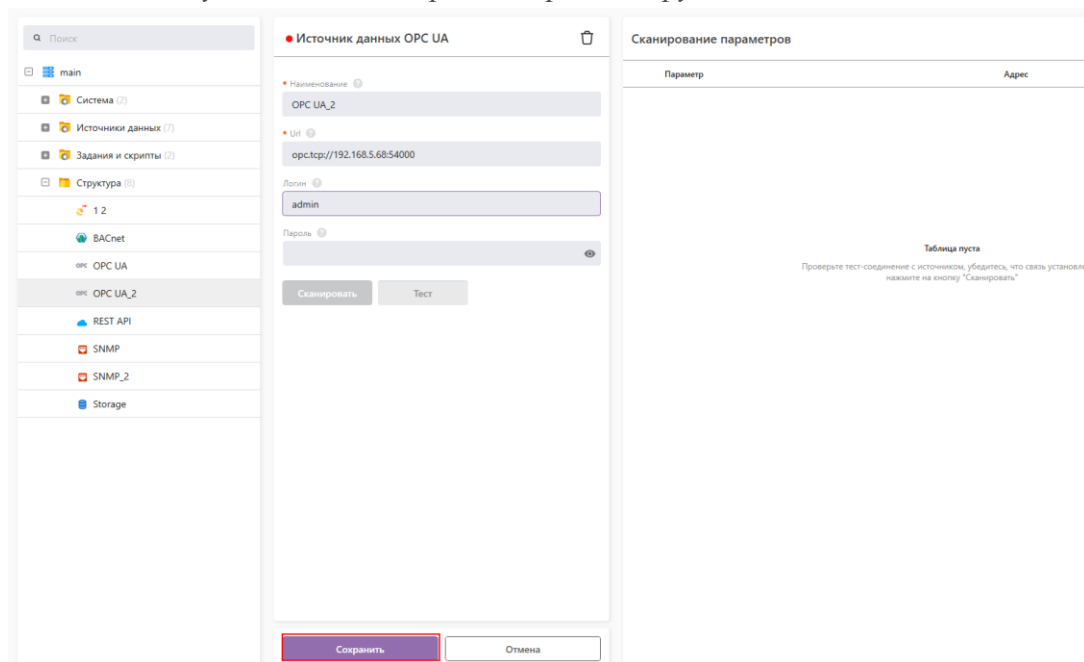 Поиск
main
Система (2)
Источники данных (7)
Задания и скрипты (2)
Структура (8)
1 2
BACnet
OPC OPC UA
OPC OPC UA_2
REST API
SNMP
SNMP_2
Storage
Источник данных OPC UA
* Наименование
OPC UA_2
* Url
opc.tcp://192.168.5.68:54000
Логин
admin
Пароль
Сканировать Тест
Сохранить Отмена
Сканирование параметров
Параметр Адрес
Таблица пуста
Проверьте тест-соединение с источником, убедитесь, что связь
нажмите на кнопку "Сканировать"